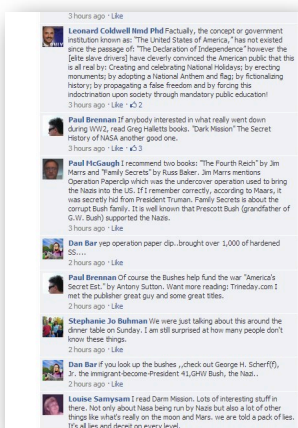 3 hours ago · Like
Leonard Coldwell Nmd Phd Factually, the concept or government
institution known as: "The United States of America," has not existed
since the passage of: "The Declaration of Independence" however the
[elite slave drivers] have cleverly convinced the American public that this
is all real by: Creating and celebrating National Holidays; by erecting
monuments; by adopting a National Anthem and flag; by fictionalizing
history; by propagating a false freedom and by forcing this
indoctrination upon society through mandatory public education!
3 hours ago · Like · 2
Paul Brennan If anybody interested in what really went down
during WW2, read Greg Halletts books. "Dark Mission" The Secret
History of NASA another good one.
3 hours ago · Like · 3
Paul McGaugh I recommend two books: "The Fourth Reich" by Jim
Marrs and "Family Secrets" by Russ Baker. Jim Marrs mentions
Operation Paperclip which was the undercover operation used to bring
the Nazis into the US. If I remember correctly, according to Maars, it
was secretly hid from President Truman. Family Secrets is about the
corrupt Bush family. It is well known that Prescott Bush (grandfather of
G.W. Bush) supported the Nazis.
3 hours ago · Like
Dan Bar yep operation paper clip..brought over 1,000 of hardened
SS....
2 hours ago · Like
Paul Brennan Of course the Bushes help fund the war "America's
Secret Est." by Antony Sutton. Want more reading: Trineday.com I
met the publisher great guy and some great titles.
2 hours ago · Like
Stephanie Jo Buhman We were just talking about this around the
dinner table on Sunday. I am still surprised at how many people don't
know these things.
2 hours ago · Like
Dan Bar if you look up the bushes ,,check out George H. Scherf(f),
Jr. the immigrant-become-President 41,GHW Bush, the Nazi..
2 hours ago · Like
Louise Samysam I read Darm Mission. Lots of interesting stuff in
there. Not only about Nasa being run by Nazis but also a lot of other
things like what's really on the moon and Mars. we are told a pack of lies.
It's all lies and deceit on every level.